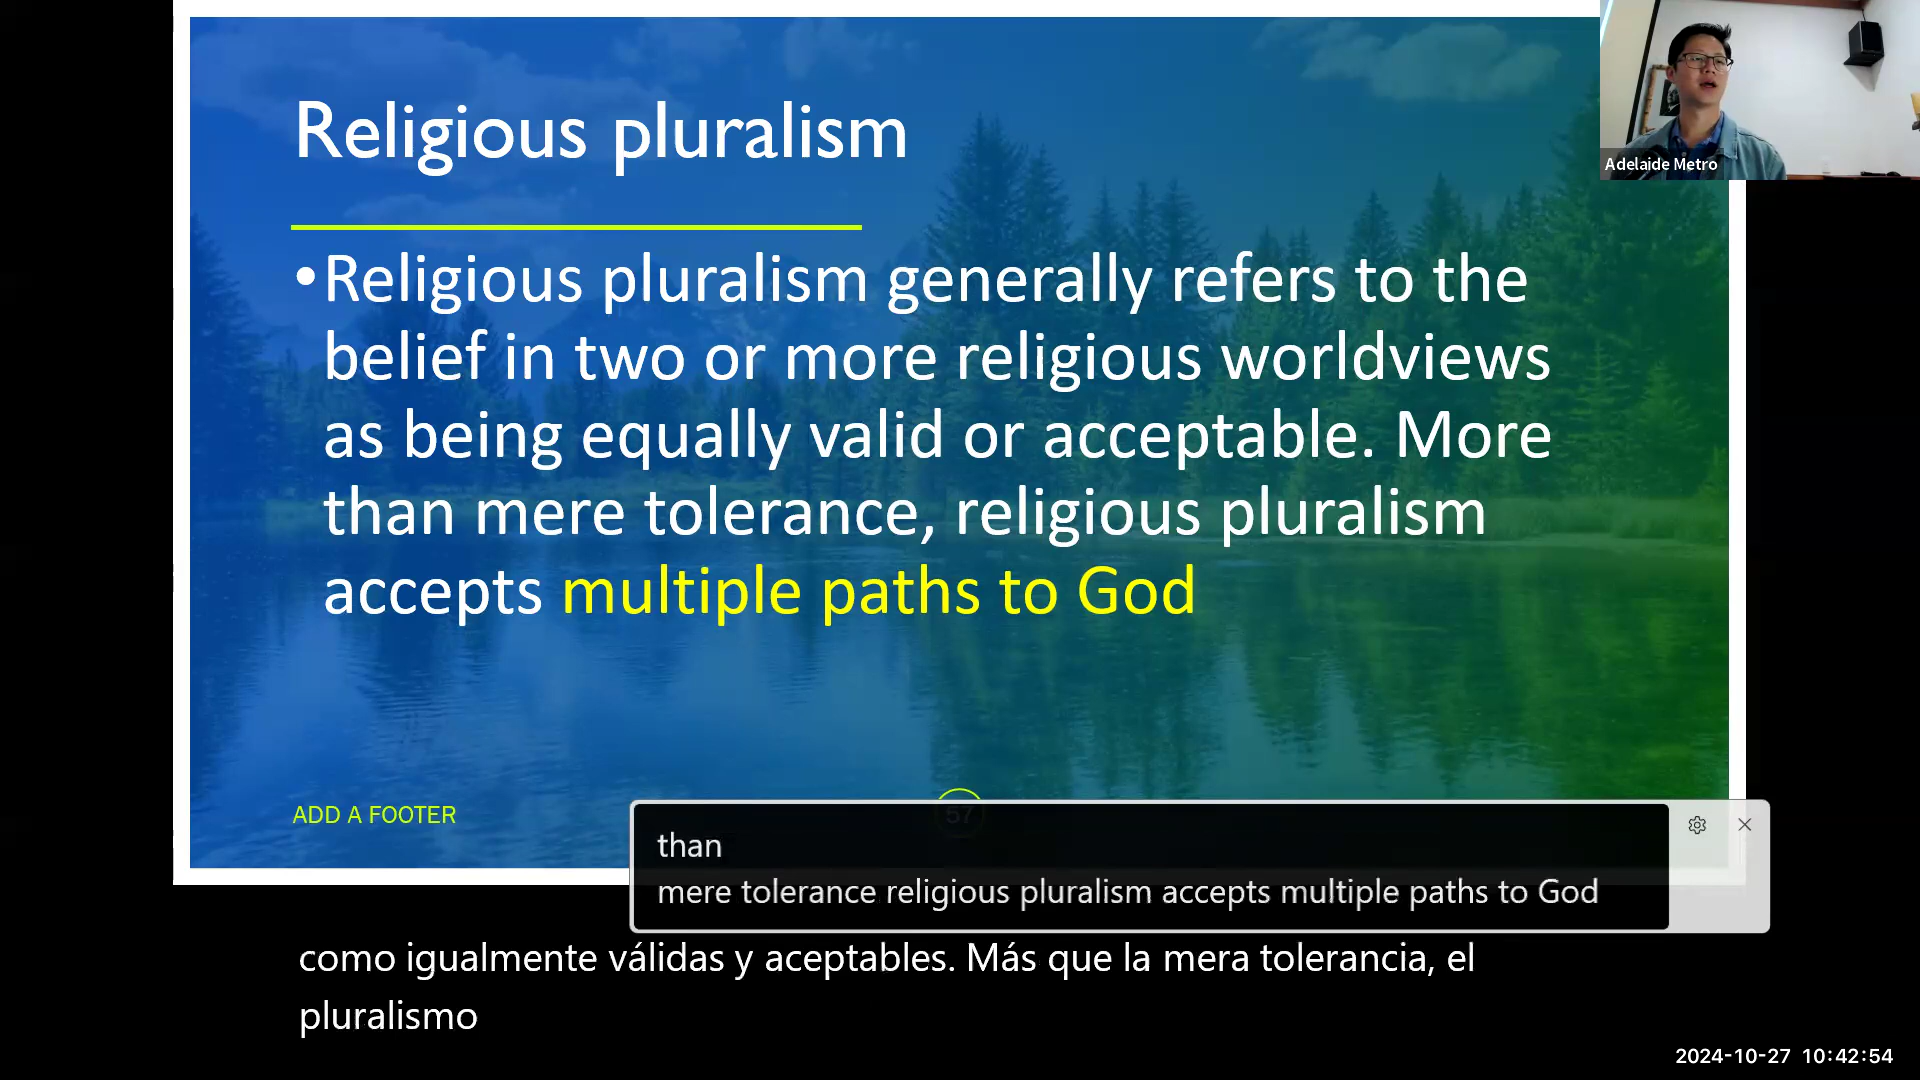 Religious pluralism
•Religious pluralism generally refers to the
belief in two or more religious worldviews
as being equally valid or acceptable. More
than mere tolerance, religious pluralism
accepts multiple paths to God
Adelaide Metro
ADD A FOOTER
57
than
mere tolerance religious pluralism accepts multiple paths to God
como igualmente válidas y aceptables. Más que la mera tolerancia, el
pluralismo
2024-10-27 10:42:54